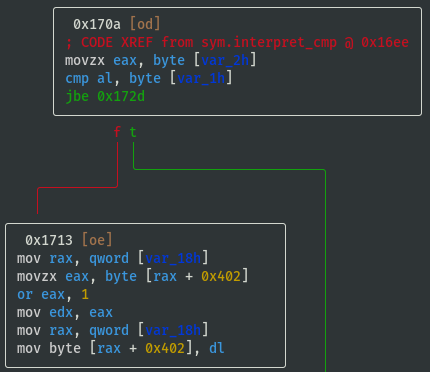 0x170a [od]
; CODE XREF from sym.interpret_cmp @ 0x16ee
movzx eax, byte [var_2h]
cmp al, byte [var_1h]
jbe 0x172d
f t
0x1713 [oe]
mov rax, qword [var_18h]
movzx eax, byte [rax + 0x402]
or eax, 1
mov edx, eax
mov rax, qword [var_18h]
mov byte [rax + 0x402], dl